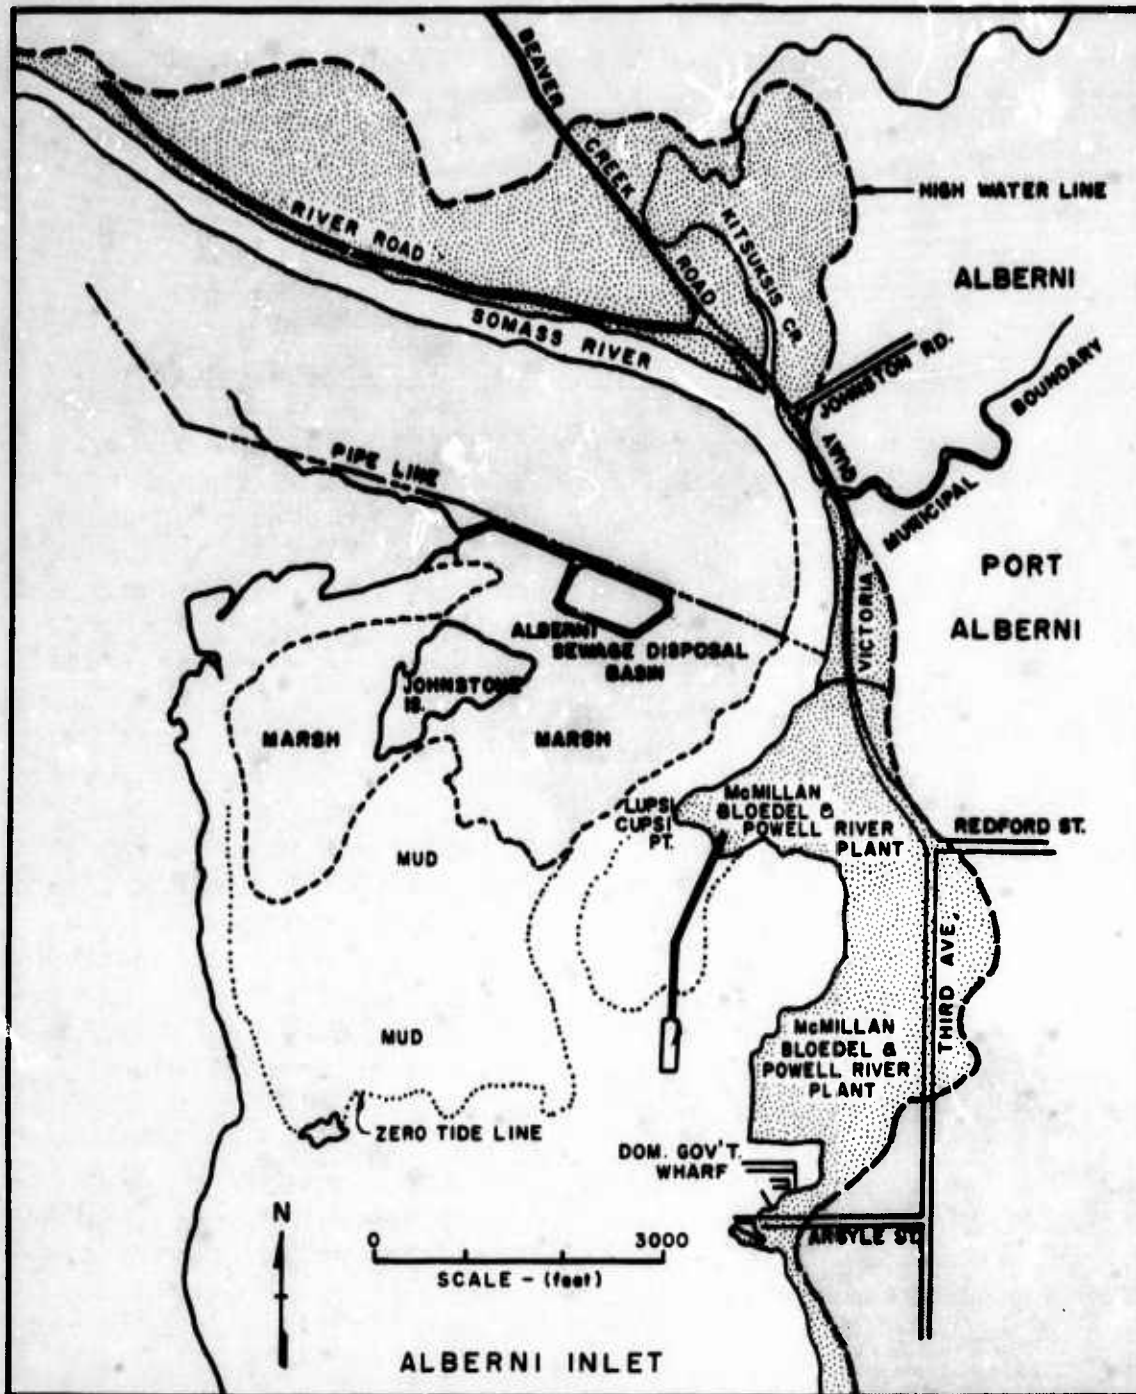 BEAVER CREEK ROAD
HIGH WATER LINE
KITSUKSIS CR
RIVER ROAD
ALBERNI
SOMASS RIVER
JOHNSTON RD.
MUNICIPAL BOUNDARY
PIPE LINE
VICTORIA QUAY
PORT
ALBERNI
ALBERNI
SEWAGE DISPOSAL
BASIN
JOHNSTONE
IS.
MARSH
MARSH
LUPSI
CUPSI
PT.
McMILLAN
BLOEDEL &
POWELL RIVER
PLANT
REDFORD ST.
MUD
THIRD AVE.
MUD
McMILLAN
BLOEDEL &
POWELL RIVER
PLANT
ZERO TIDE LINE
DOM. GOV'T.
WHARF
N
0 3000
SCALE - (feet)
ARGYLE ST.
ALBERNI INLET